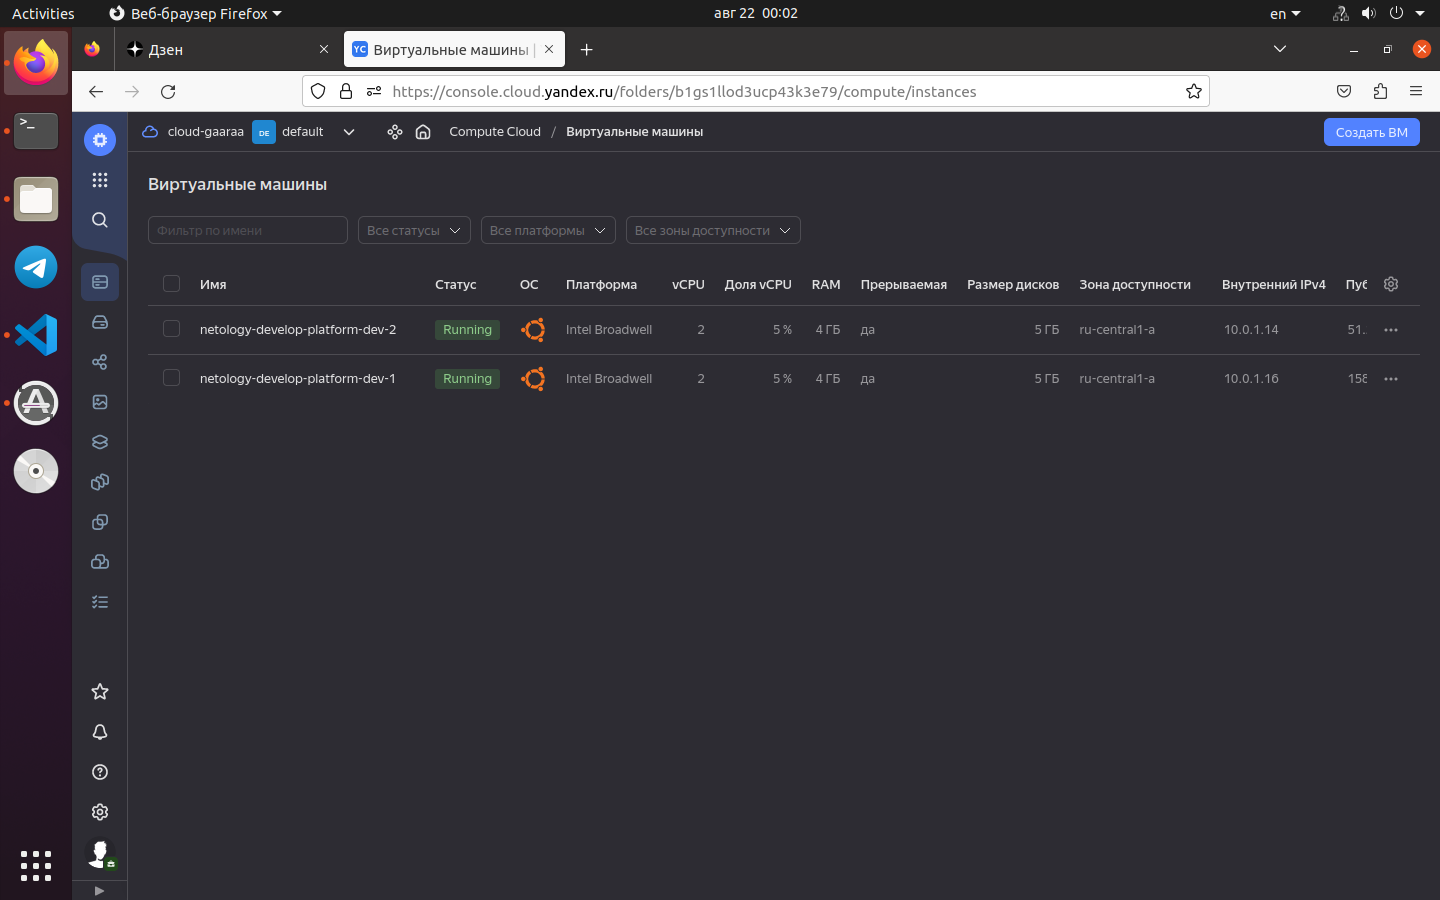 Activities
Веб-браузер Firefox
авг 22 00:02
en
Дзен
YC Виртуальные машины |
https://console.cloud.yandex.ru/folders/b1gs1llod3ucp43k3e79/compute/instances
cloud-gaaraa DE default
Compute Cloud / Виртуальные машины
Создать ВМ
Виртуальные машины
Фильтр по имени
Все статусы
Все платформы
Все зоны доступности
Имя Статус ОС Платформа vCPU Доля vCPU RAM Прерываемая Размер дисков Зона доступности Внутренний IPv4 Пуб
netology-develop-platform-dev-2 Running Intel Broadwell 2 5 % 4 ГБ да 5 ГБ ru-central1-a 10.0.1.14 51.
netology-develop-platform-dev-1 Running Intel Broadwell 2 5 % 4 ГБ да 5 ГБ ru-central1-a 10.0.1.16 158